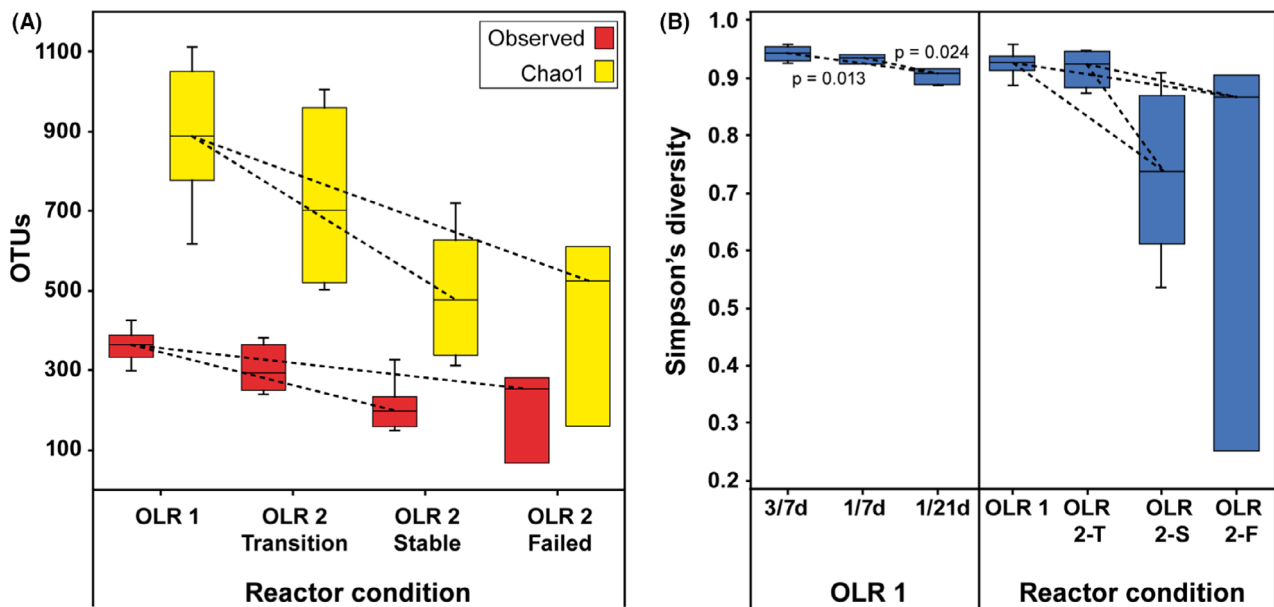 (A)
Observed
Chao1
1100
900
700
500
300
100
OTUs
OLR 1
OLR 2
Transition
OLR 2
Stable
OLR 2
Failed
Reactor condition
(B)
1.0
0.9
0.8
0.7
0.6
0.5
0.4
0.3
0.2
Simpson's diversity
p = 0.024
p = 0.013
3/7d
1/7d
1/21d
OLR 1
OLR 1
OLR
2-T
OLR
2-S
OLR
2-F
Reactor condition